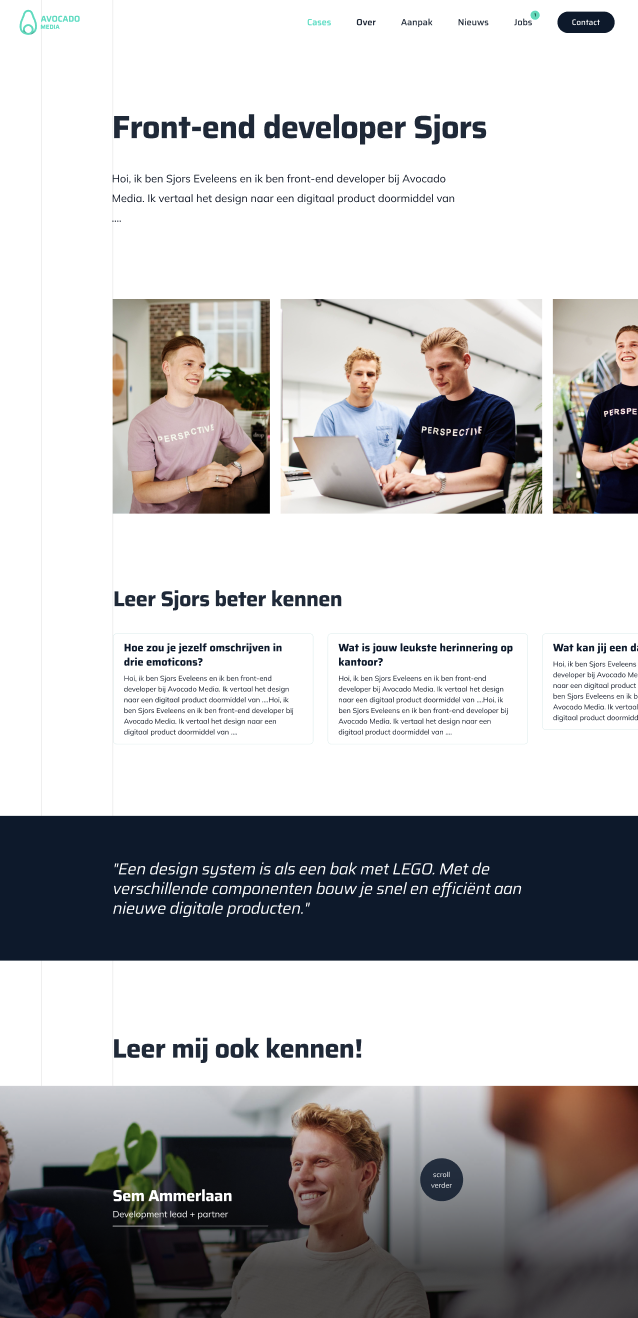 AVOCADO
MEDIA
Cases
Over
Aanpak
Nieuws
Jobs
1
Contact
Front-end developer Sjors
Hoi, ik ben Sjors Eveleens en ik ben front-end developer bij Avocado
Media. Ik vertaal het design naar een digitaal product doormiddel van
....
PERSPECTIVE
PERSPECTIVE
PERSPE
Leer Sjors beter kennen
Hoe zou je jezelf omschrijven in
drie emoticons?
Hoi, ik ben Sjors Eveleens en ik ben front-end
developer bij Avocado Media. Ik vertaal het design
naar een digitaal product doormiddel van ....Hoi, ik
ben Sjors Eveleens en ik ben front-end developer bij
Avocado Media. Ik vertaal het design naar een
digitaal product doormiddel van ....
Wat is jouw leukste herinnering op
kantoor?
Hoi, ik ben Sjors Eveleens en ik ben front-end
developer bij Avocado Media. Ik vertaal het design
naar een digitaal product doormiddel van ....Hoi, ik
ben Sjors Eveleens en ik ben front-end developer bij
Avocado Media. Ik vertaal het design naar een
digitaal product doormiddel van ....
Wat kan jij een da
Hoi, ik ben Sjors Eveleens
developer bij Avocado Me
naar een digitaal product
ben Sjors Eveleens en ik b
Avocado Media. Ik vertaal
digitaal product doormidd
"Een design system is als een bak met LEGO. Met de
verschillende componenten bouw je snel en efficiënt aan
nieuwe digitale producten."
Leer mij ook kennen!
Sem Ammerlaan
Development lead + partner
scroll
verder